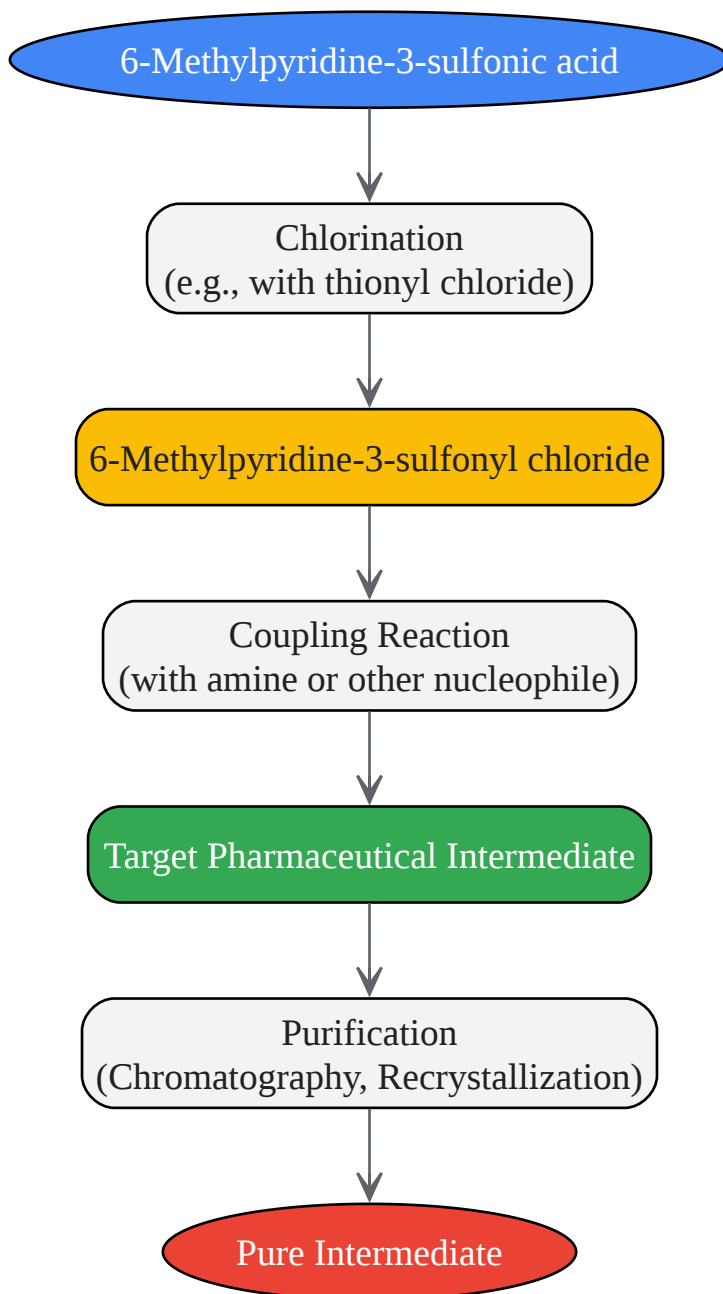 6-Methylpyridine-3-sulfonic acid
Chlorination
(e.g., with thionyl chloride)
6-Methylpyridine-3-sulfonyl chloride
Coupling Reaction
(with amine or other nucleophile)
Target Pharmaceutical Intermediate
Purification
(Chromatography, Recrystallization)
Pure Intermediate